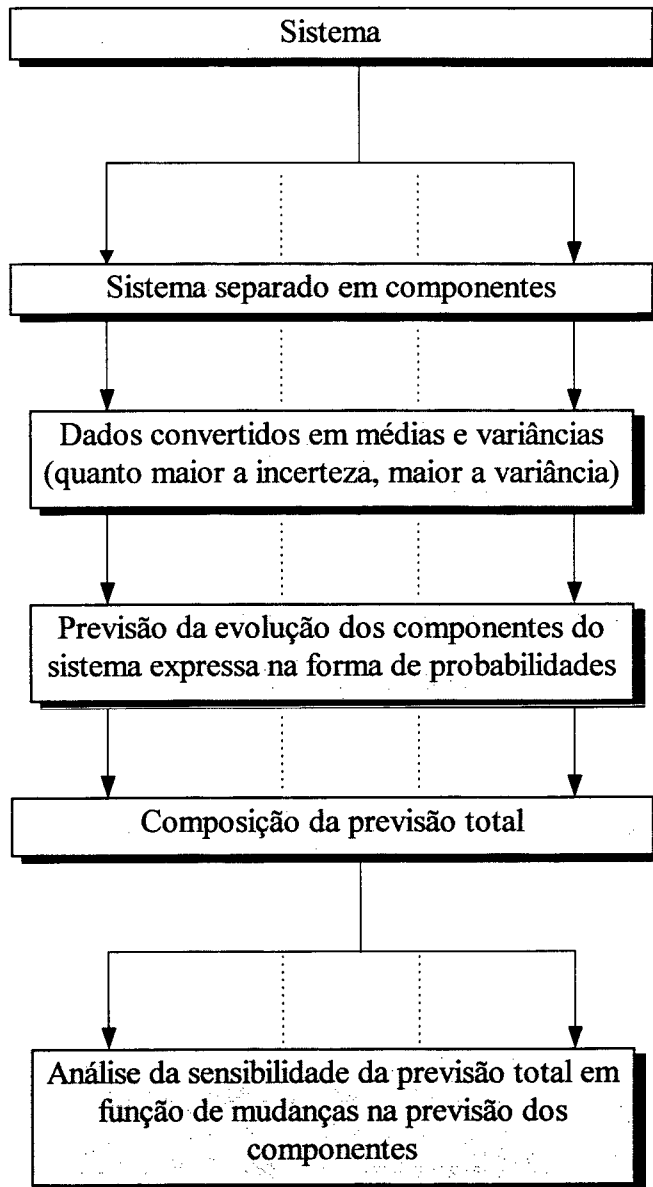 Sistema
Sistema separado em componentes
Dados convertidos em médias e variâncias
(quanto maior a incerteza, maior a variância)
Previsão da evolução dos componentes do
sistema expressa na forma de probabilidades
Composição da previsão total
Análise da sensibilidade da previsão total em
função de mudanças na previsão dos
componentes